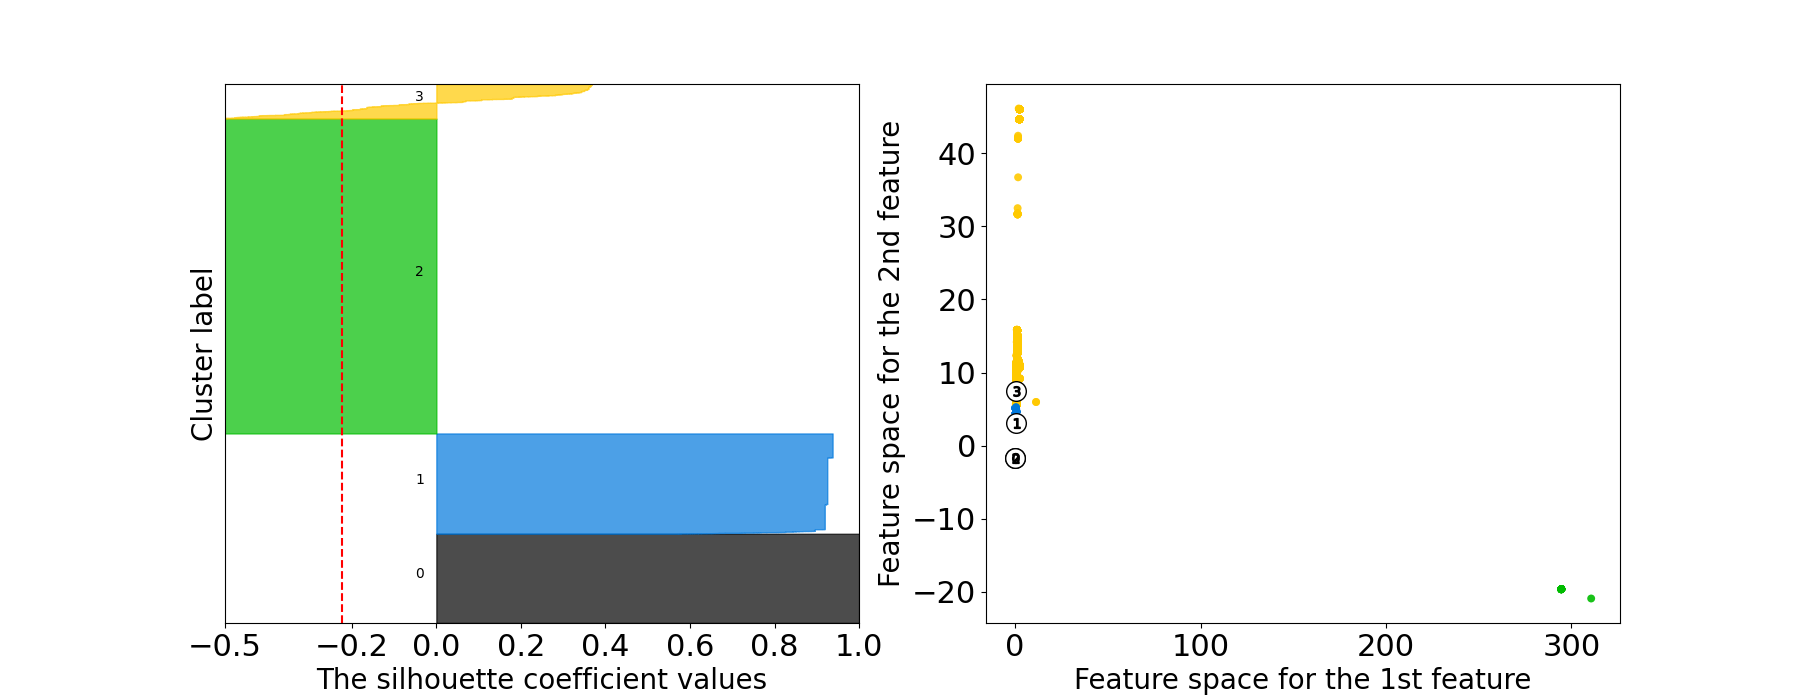 3
2
1
0
Cluster label
−0.5 −0.2 0.0 0.2 0.4 0.6 0.8 1.0
The silhouette coefficient values
40
30
20
10
0
−10
−20
Feature space for the 2nd feature
3
1
0 100 200 300
Feature space for the 1st feature